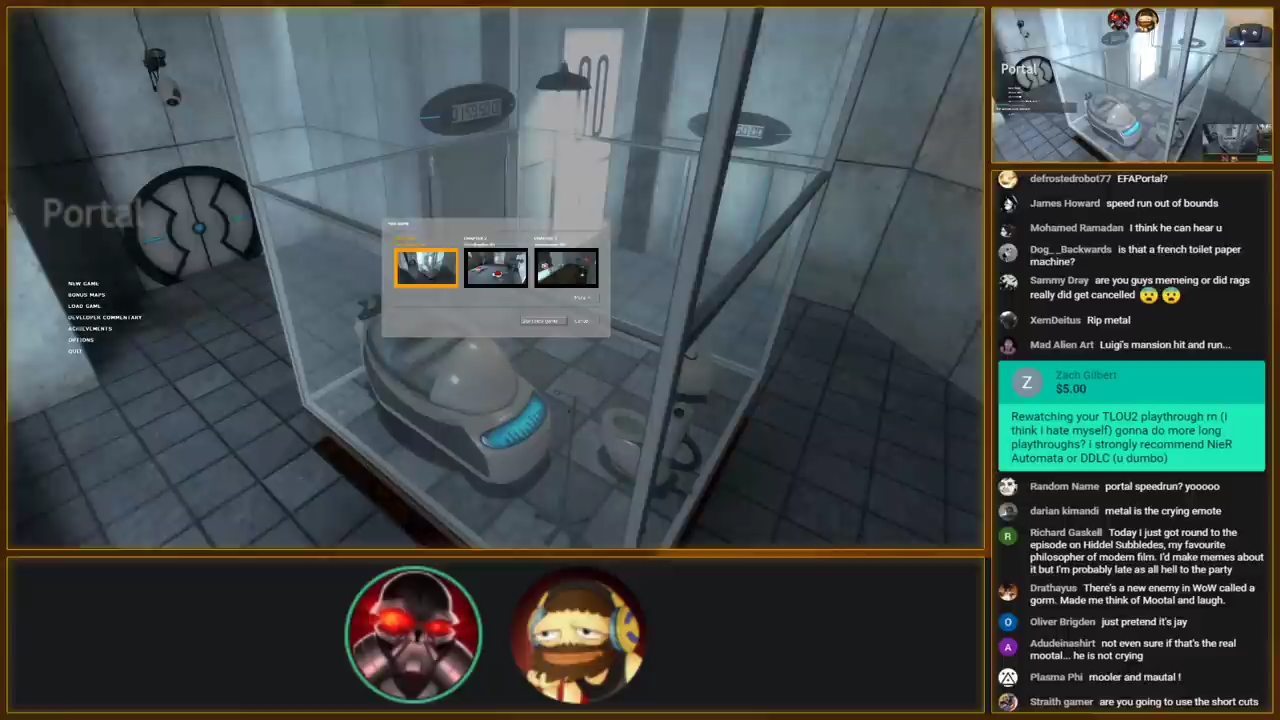 Portal
NEW GAME
BONUS MAPS
LOAD GAME
DEVELOPER COMMENTARY
ACHIEVEMENTS
OPTIONS
QUIT
Portal
defrostedrobot77 EFAPortal?
James Howard speed run out of bounds
Mohamed Ramadan I think he can hear u
Dog__Backwards is that a french toilet paper
machine?
Sammy Dray are you guys memeing or did rags
really did get cancelled 😨 😨
XemDeitus Rip metal
Mad Alien Art Luigi's mansion hit and run...
Z Zach Gilbert
$5.00
Rewatching your TLOU2 playthrough rn (i
think i hate myself) gonna do more long
playthroughs? i strongly recommend NieR
Automata or DDLC (u dumbo)
Random Name portal speedrun? yooooo
darian kimandi metal is the crying emote
R Richard Gaskell Today I just got round to the
episode on Hiddel Subbledes, my favourite
philosopher of modern film. I'd make memes about
it but I'm probably late as all hell to the party
Drathayus There's a new enemy in WoW called a
gorm. Made me think of Mootal and laugh.
O Oliver Brigden just pretend it's jay
A Adudeinashirt not even sure if that's the real
mootal... he is not crying
Plasma Phi mooler and mautal !
Straith gamer are you going to use the short cuts